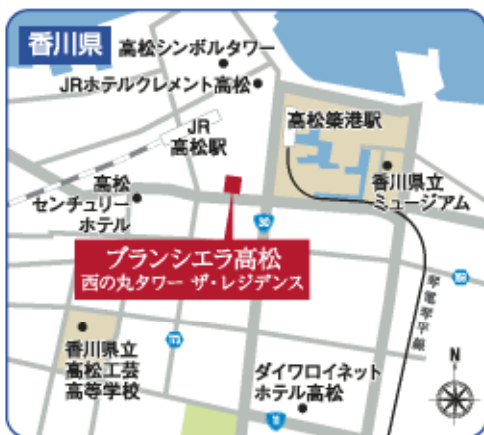 香川県
高松シンボルタワー
JRホテルクレメント高松
JR
高松駅
高松築港駅
香川県立
ミュージアム
高松
センチュリー
ホテル
30
ブランシエラ高松
西の丸タワー ザ・レジデンス
琴電琴平線
173
香川県立
高松工芸
高等学校
ダイワロイネット
ホテル高松
N
11